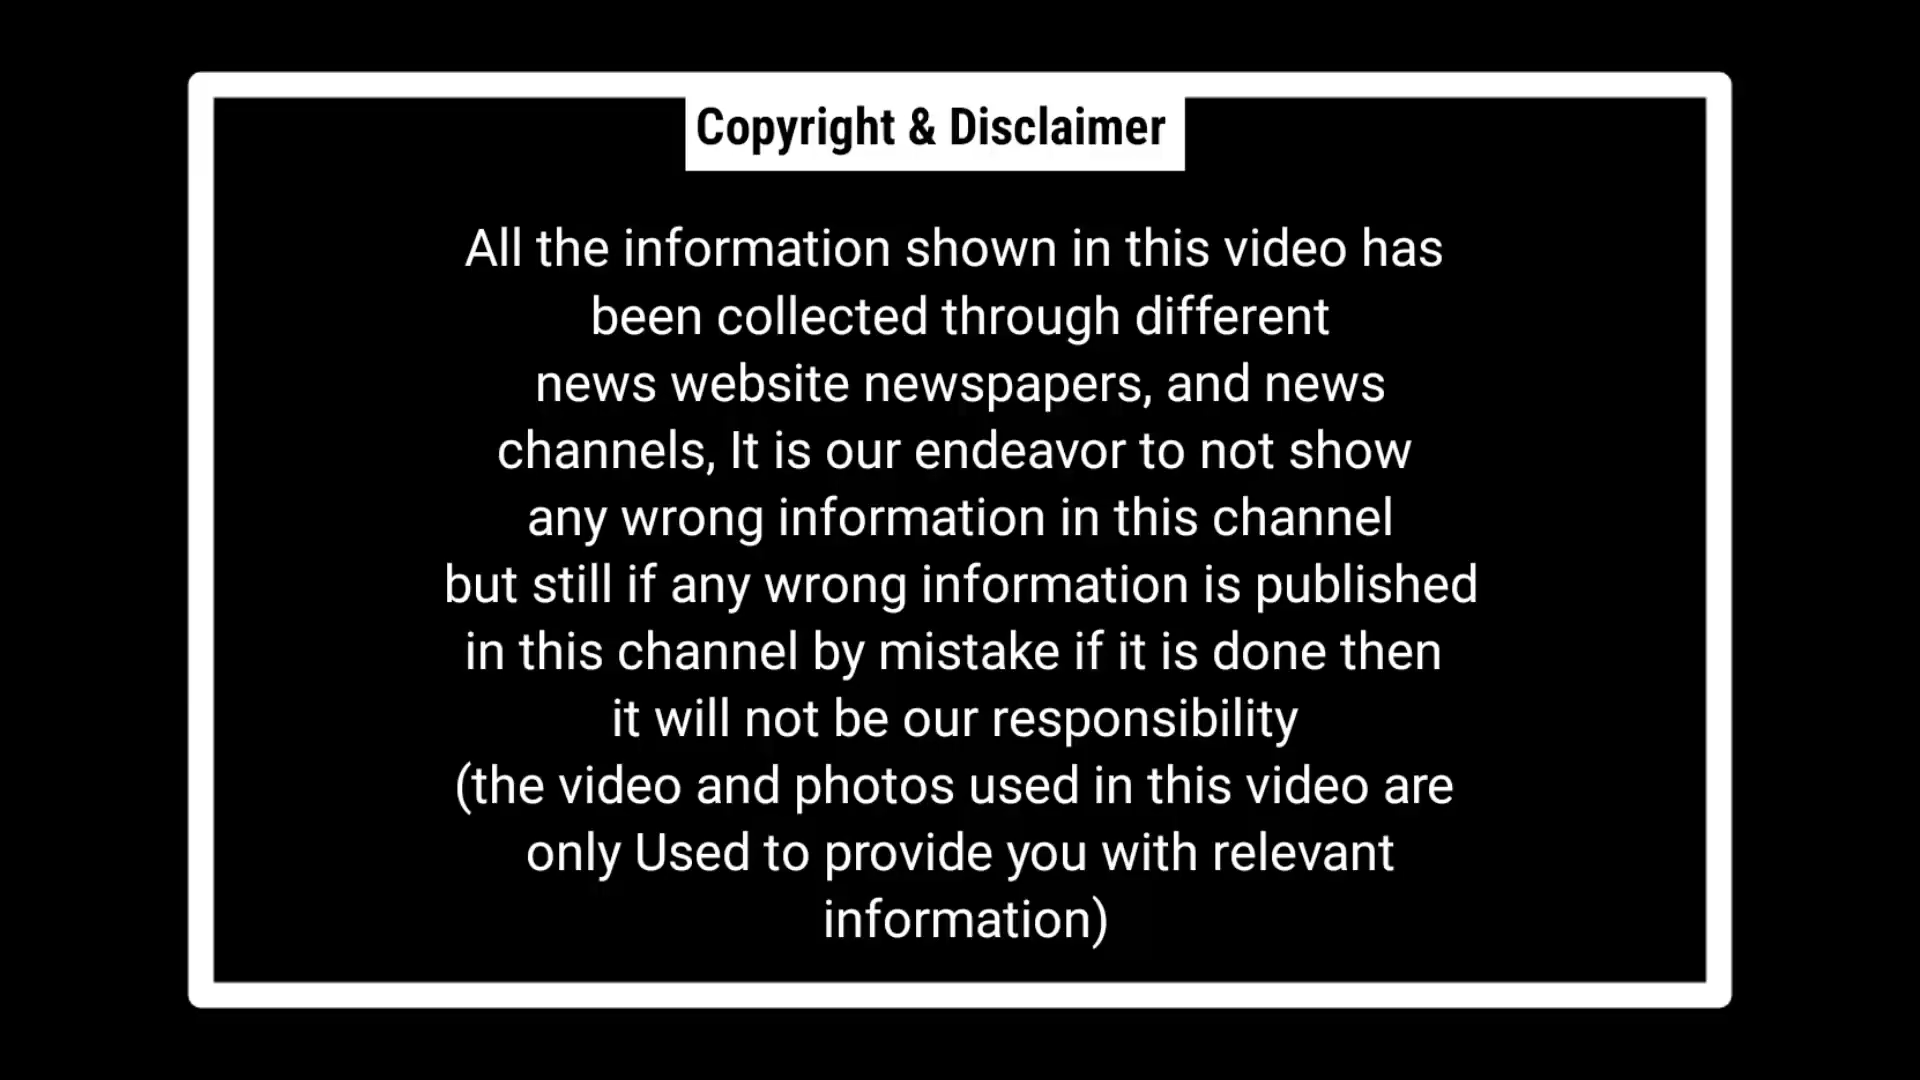 Copyright & Disclaimer
All the information shown in this video has
been collected through different
news website newspapers, and news
channels, It is our endeavor to not show
any wrong information in this channel
but still if any wrong information is published
in this channel by mistake if it is done then
it will not be our responsibility
(the video and photos used in this video are
only Used to provide you with relevant
information)